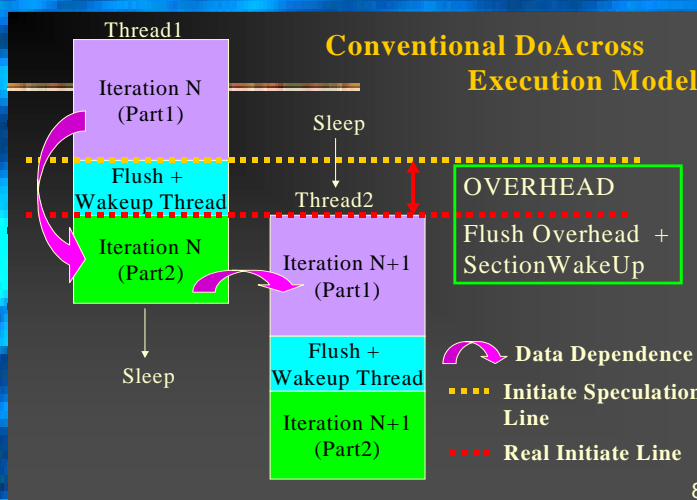 Conventional DoAcross
Execution Model
Thread1
Iteration N
(Part1)
Flush +
Wakeup Thread
Iteration N
(Part2)
Sleep
Sleep
Thread2
Iteration N+1
(Part1)
Flush +
Wakeup Thread
Iteration N+1
(Part2)
OVERHEAD
Flush Overhead +
SectionWakeUp
Data Dependence
Initiate Speculation
Line
Real Initiate Line
8